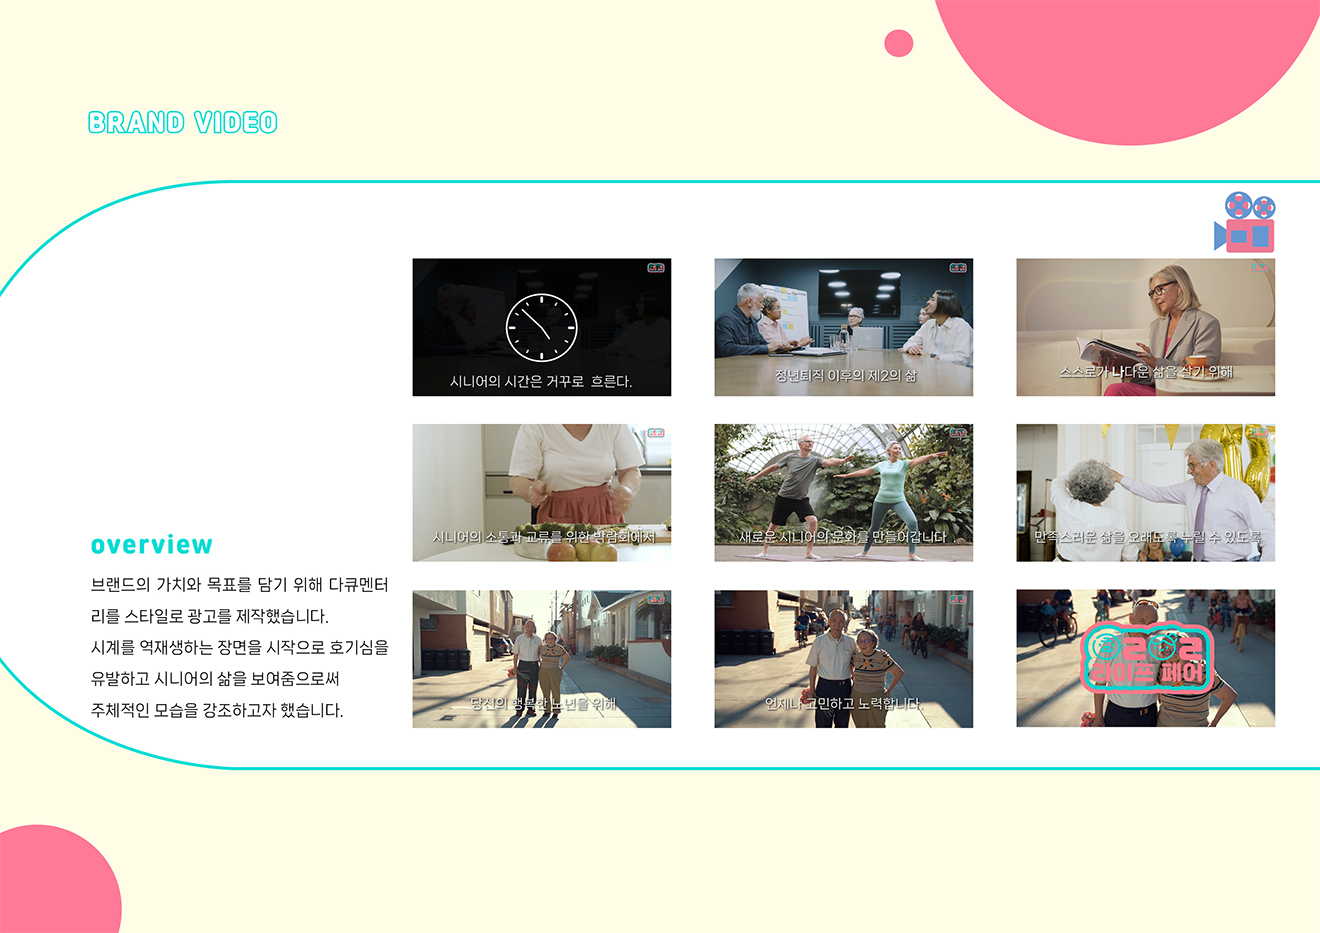 BRAND VIDEO
시니어의 시간은 거꾸로 흐른다.
정년퇴직 이후의 제2의 삶
스스로가 나다운 삶을 살기 위해
시니어의 소통과 교류를 위한 박람회에서
새로운 시니어의 문화를 만들어갑니다
만족스러운 삶을 오래도록 누릴 수 있도록
당신의 행복한 노년을 위해
언제나 고민하고 노력합니다.
라이프 페어
overview
브랜드의 가치와 목표를 담기 위해 다큐멘터
리를 스타일로 광고를 제작했습니다.
시계를 역재생하는 장면을 시작으로 호기심을
유발하고 시니어의 삶을 보여줌으로써
주체적인 모습을 강조하고자 했습니다.